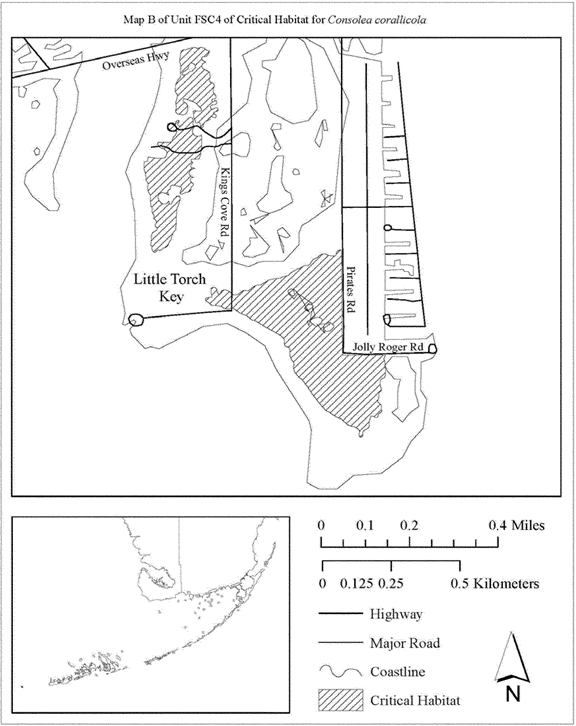 Map B of Unit FSC4 of Critical Habitat for Consolea corallicola
Overseas Hwy
Kings Cove Rd
Little Torch
Key
Pirates Rd
Jolly Roger Rd
0 0.1 0.2 0.4 Miles
0 0.125 0.25 0.5 Kilometers
Highway
Major Road
Coastline
Critical Habitat
N